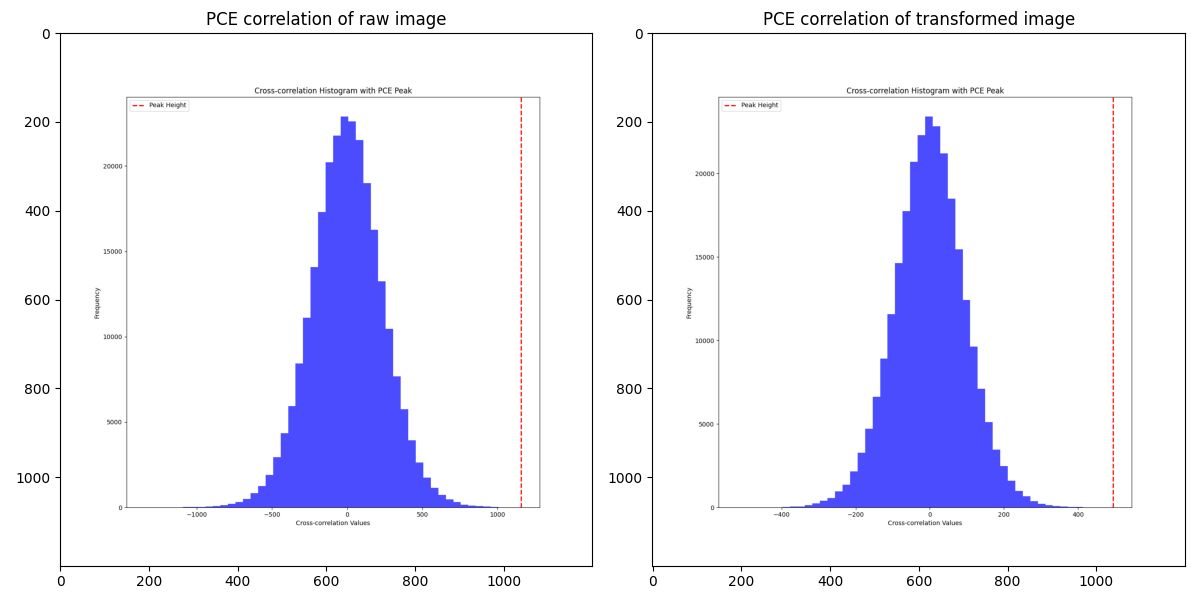 PCE correlation of raw image
0
200
400
600
800
1000
0 200 400 600 800 1000
Cross-correlation Histogram with PCE Peak
Peak Height
Frequency
20000
15000
10000
5000
0
−1000 −500 0 500 1000
Cross-correlation Values
PCE correlation of transformed image
0
200
400
600
800
1000
0 200 400 600 800 1000
Cross-correlation Histogram with PCE Peak
Peak Height
Frequency
20000
15000
10000
5000
0
−400 −200 0 200 400
Cross-correlation Values